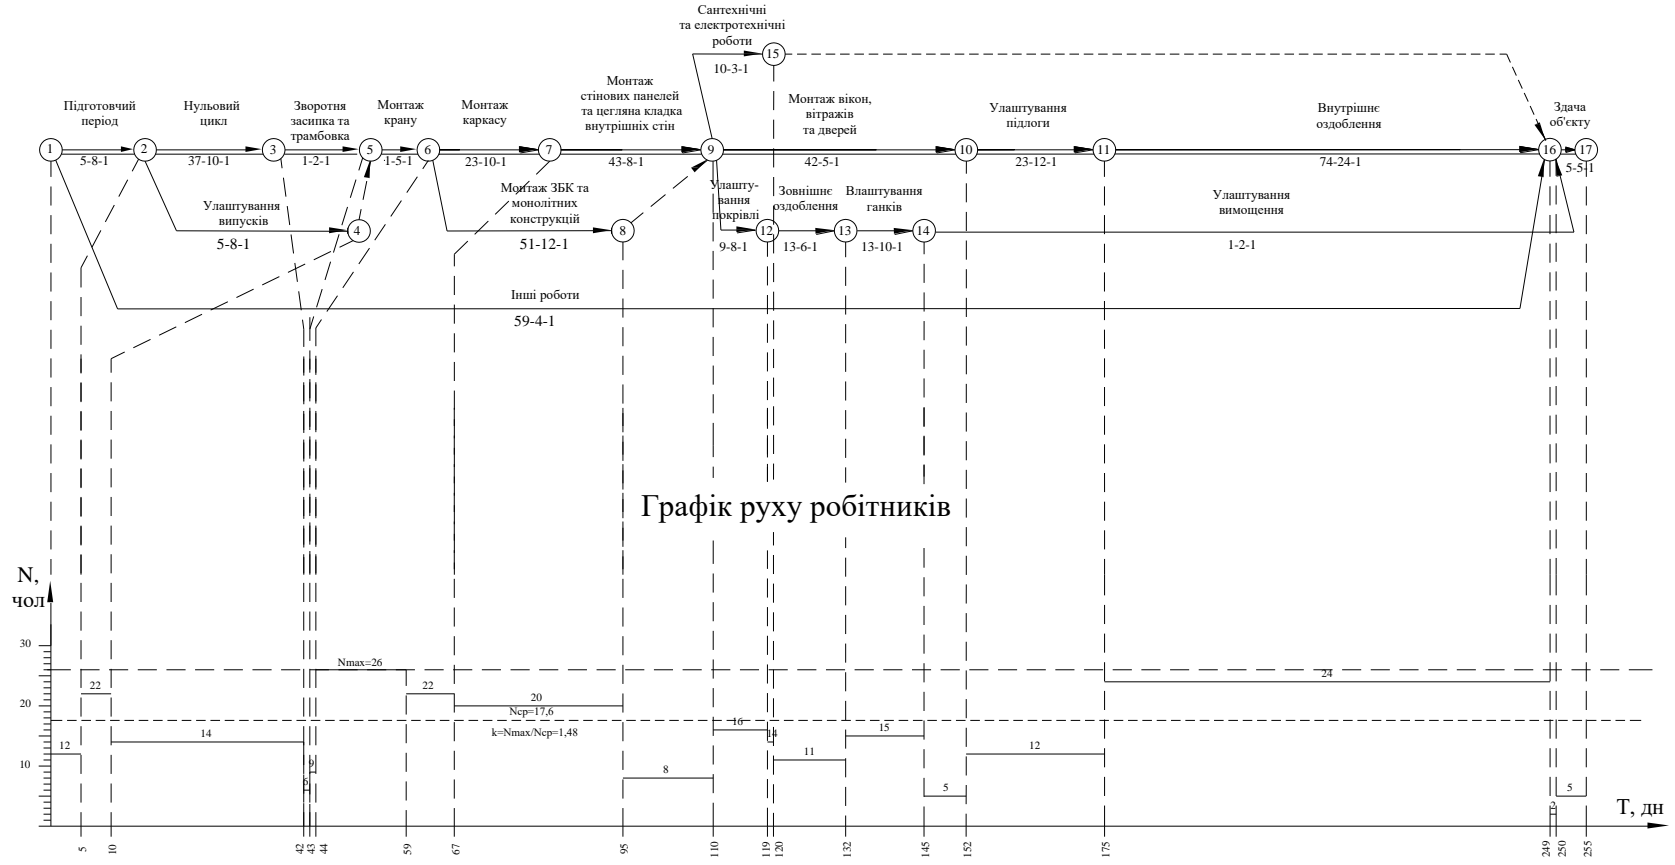 Сантехнічні
та електротехнічні
роботи
15
10-3-1
Підготовчий
період
Нульовий
цикл
Зворотня
засипка та
трамбовка
Монтаж
крану
Монтаж
каркасу
Монтаж
стінових панелей
та цегляна кладка
внутрішніх стін
Монтаж вікон,
вітражів
та дверей
Улаштування
підлоги
Внутрішнє
оздоблення
Здача
об'єкту
1
2
3
5
6
7
9
10
11
16
17
5-8-1
37-10-1
1-2-1
1-5-1
23-10-1
43-8-1
42-5-1
23-12-1
74-24-1
5-5-1
Улаштування
випусків
4
5-8-1
Монтаж ЗБК та
монолітних
конструкцій
8
51-12-1
Улашту-
вання
покрівлі
12
9-8-1
Зовнішнє
оздоблення
13
13-6-1
Влаштування
ганків
14
13-10-1
Улаштування
вимощення
1-2-1
Інші роботи
59-4-1
Графік руху робітників
N,
чол
30
20
10
Nmax=26
22
22
20
24
Nср=17,6
k=Nmax/Nср=1,48
12
14
6
9
8
16
14
11
15
5
12
2
5
Т, дн
5
10
42
43
44
59
67
95
110
119
120
132
145
152
175
249
250
255